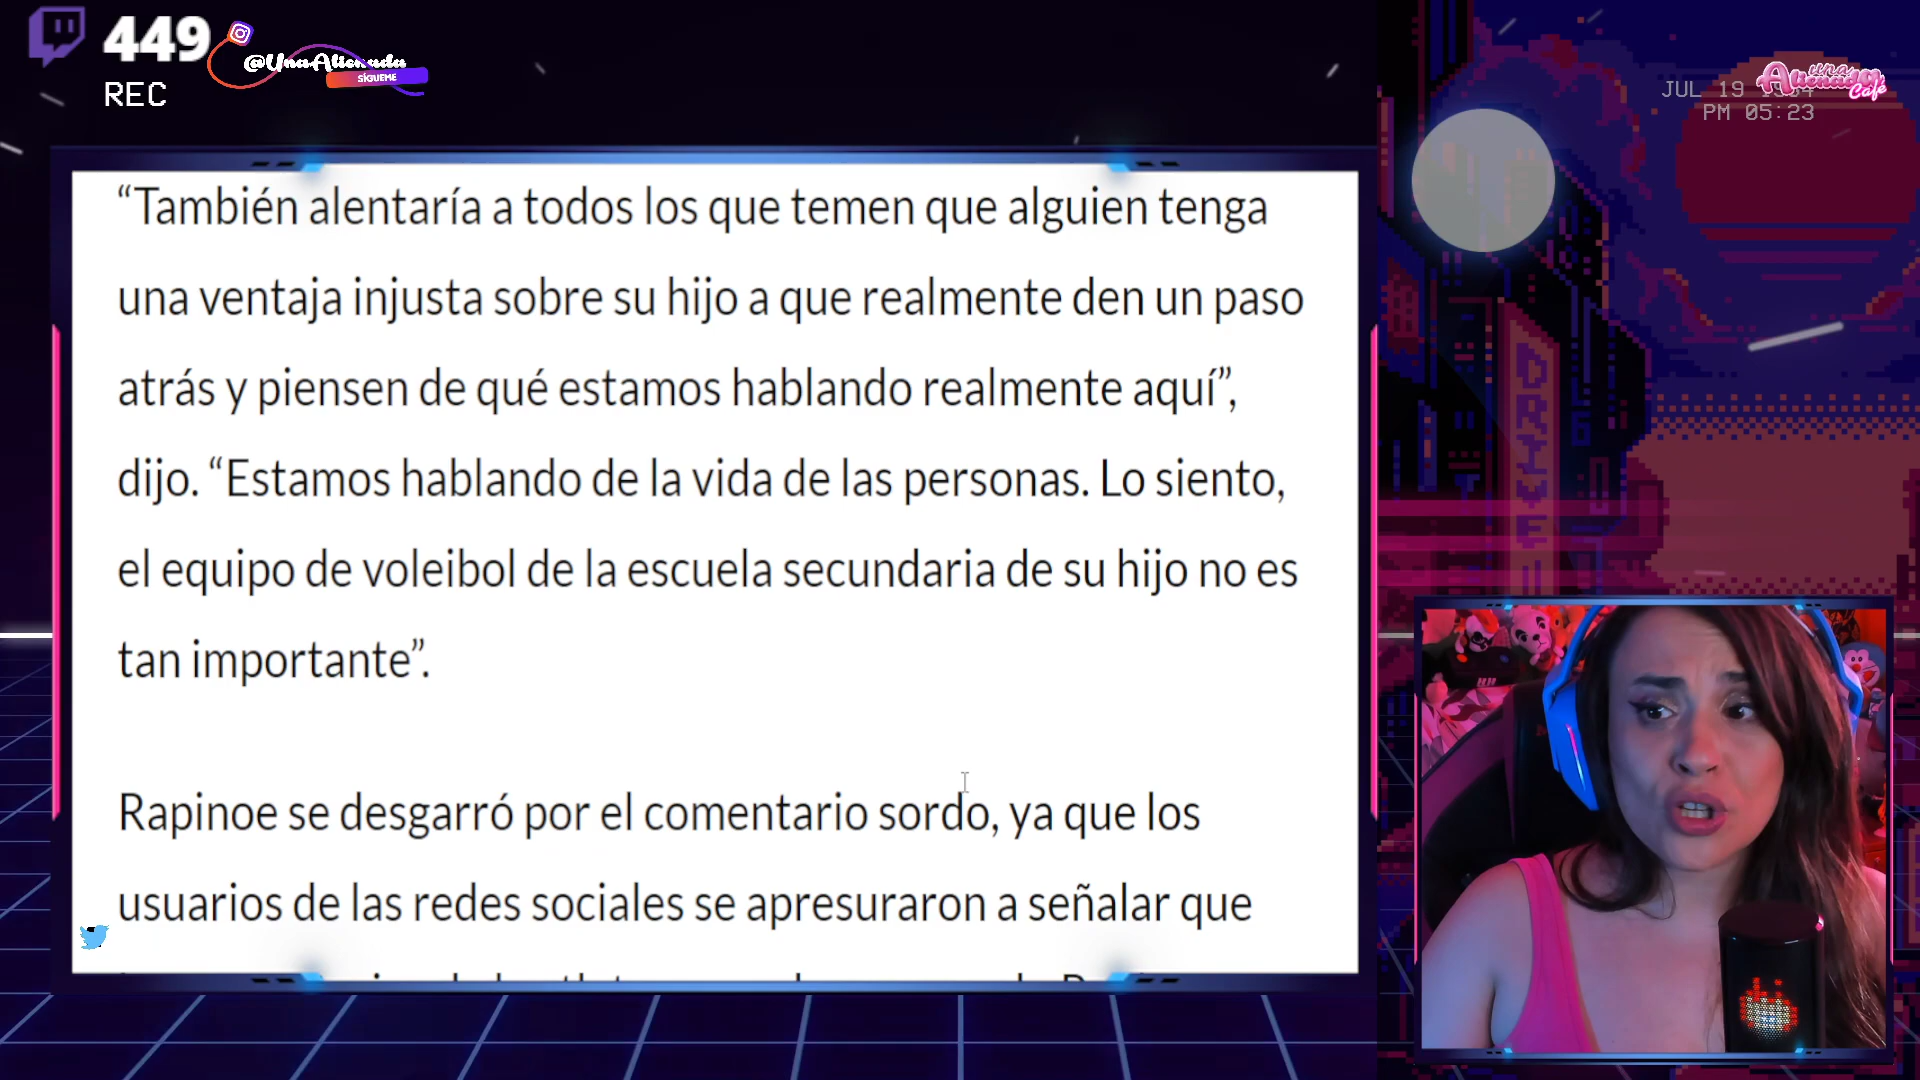 449
REC
@UnaAlienada
SÍGUEME
JUL 19
PM 05:23
una
Alienada
Café
“También alentaría a todos los que temen que alguien tenga
una ventaja injusta sobre su hijo a que realmente den un paso
atrás y piensen de qué estamos hablando realmente aquí”,
dijo. “Estamos hablando de la vida de las personas. Lo siento,
el equipo de voleibol de la escuela secundaria de su hijo no es
tan importante”.
Rapinoe se desgarró por el comentario sordo, ya que los
usuarios de las redes sociales se apresuraron a señalar que
DRIVE